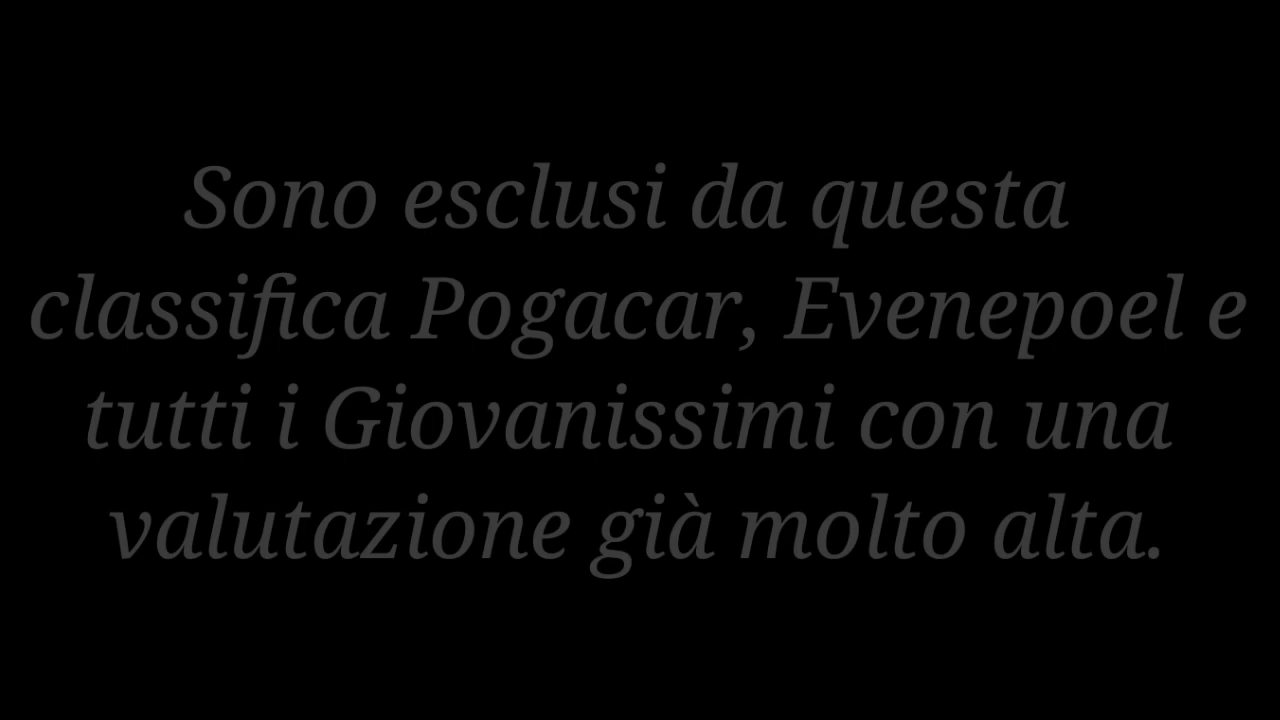 Sono esclusi da questa
classifica Pogacar, Evenepoel e
tutti i Giovanissimi con una
valutazione già molto alta.